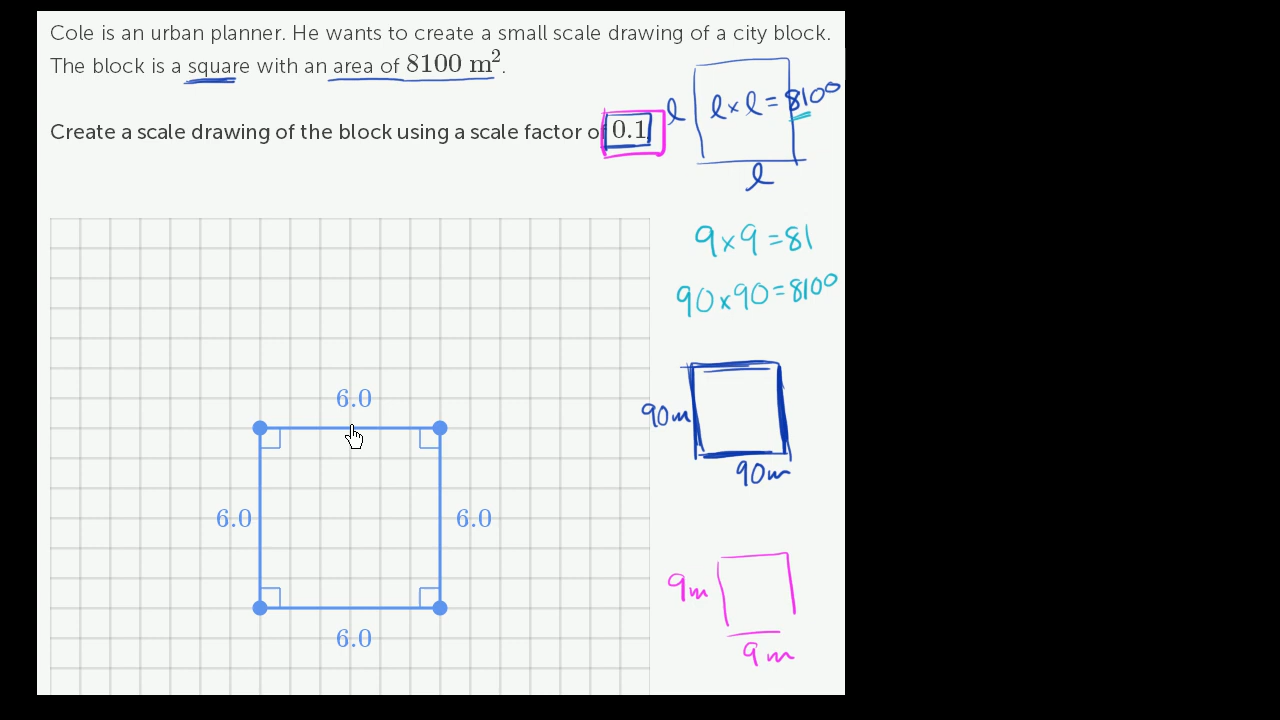 Cole is an urban planner. He wants to create a small scale drawing of a city block.
The block is a square with an area of 8100 m².
Create a scale drawing of the block using a scale factor of 0.1
l
l×l=8100
l
9×9=81
90×90=8100
90m
90m
9m
9m
6.0
6.0
6.0
6.0